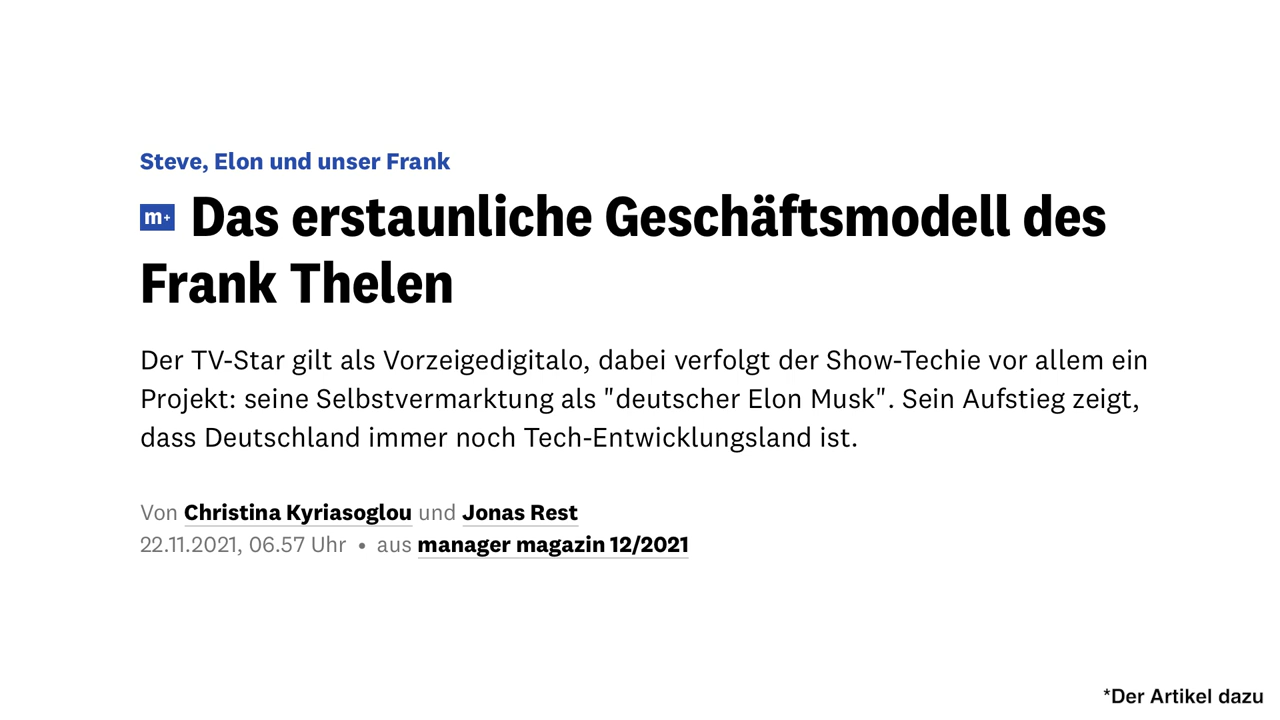 Steve, Elon und unser Frank
m+ Das erstaunliche Geschäftsmodell des
Frank Thelen
Der TV-Star gilt als Vorzeigedigitalo, dabei verfolgt der Show-Techie vor allem ein
Projekt: seine Selbstvermarktung als "deutscher Elon Musk". Sein Aufstieg zeigt,
dass Deutschland immer noch Tech-Entwicklungsland ist.
Von Christina Kyriasoglou und Jonas Rest
22.11.2021, 06.57 Uhr • aus manager magazin 12/2021
*Der Artikel dazu